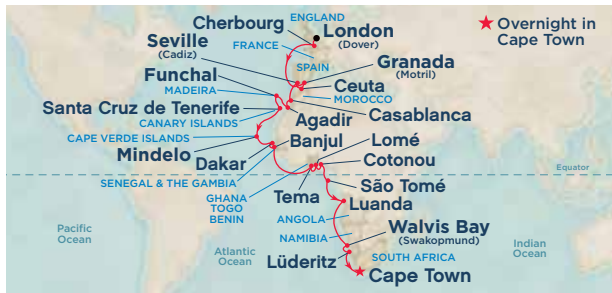 ENGLAND
Cherbourg
London
(Dover)
★ Overnight in
Cape Town
Seville
(Cadiz)
FRANCE
SPAIN
Granada
(Motril)
Funchal
MADEIRA
Ceuta
MOROCCO
Santa Cruz de Tenerife
CANARY ISLANDS
Agadir
Casablanca
CAPE VERDE ISLANDS
Mindelo
Banjul
Lomé
Dakar
Cotonou
SENEGAL & THE GAMBIA
Equator
GHANA
TOGO
BENIN
Tema
São Tomé
Luanda
ANGOLA
Walvis Bay
(Swakopmund)
NAMIBIA
Pacific
Ocean
Atlantic
Ocean
Indian
Ocean
Lüderitz
SOUTH AFRICA
Cape Town